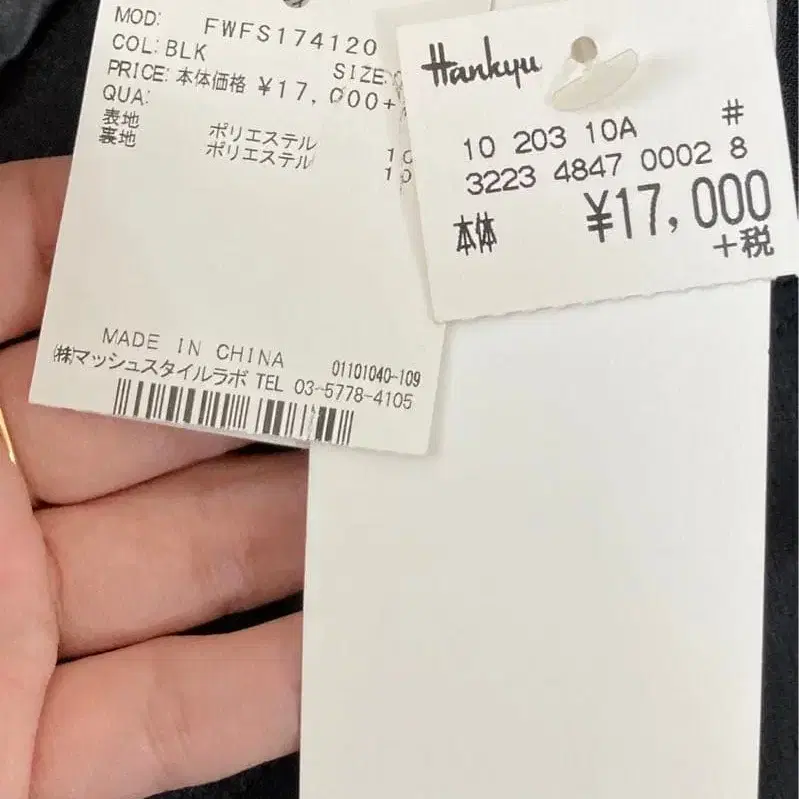 MOD: FWFS174120
COL: BLK SIZE:
PRICE: 本体価格 ¥17,000+
QUA:
表地 ポリエステル
裏地 ポリエステル
MADE IN CHINA 01101040-109
(株)マッシュスタイルラボ TEL 03-5778-4105
Hankyu
10 203 10A #
3223 4847 0002 8
本体 ¥17,000
+税